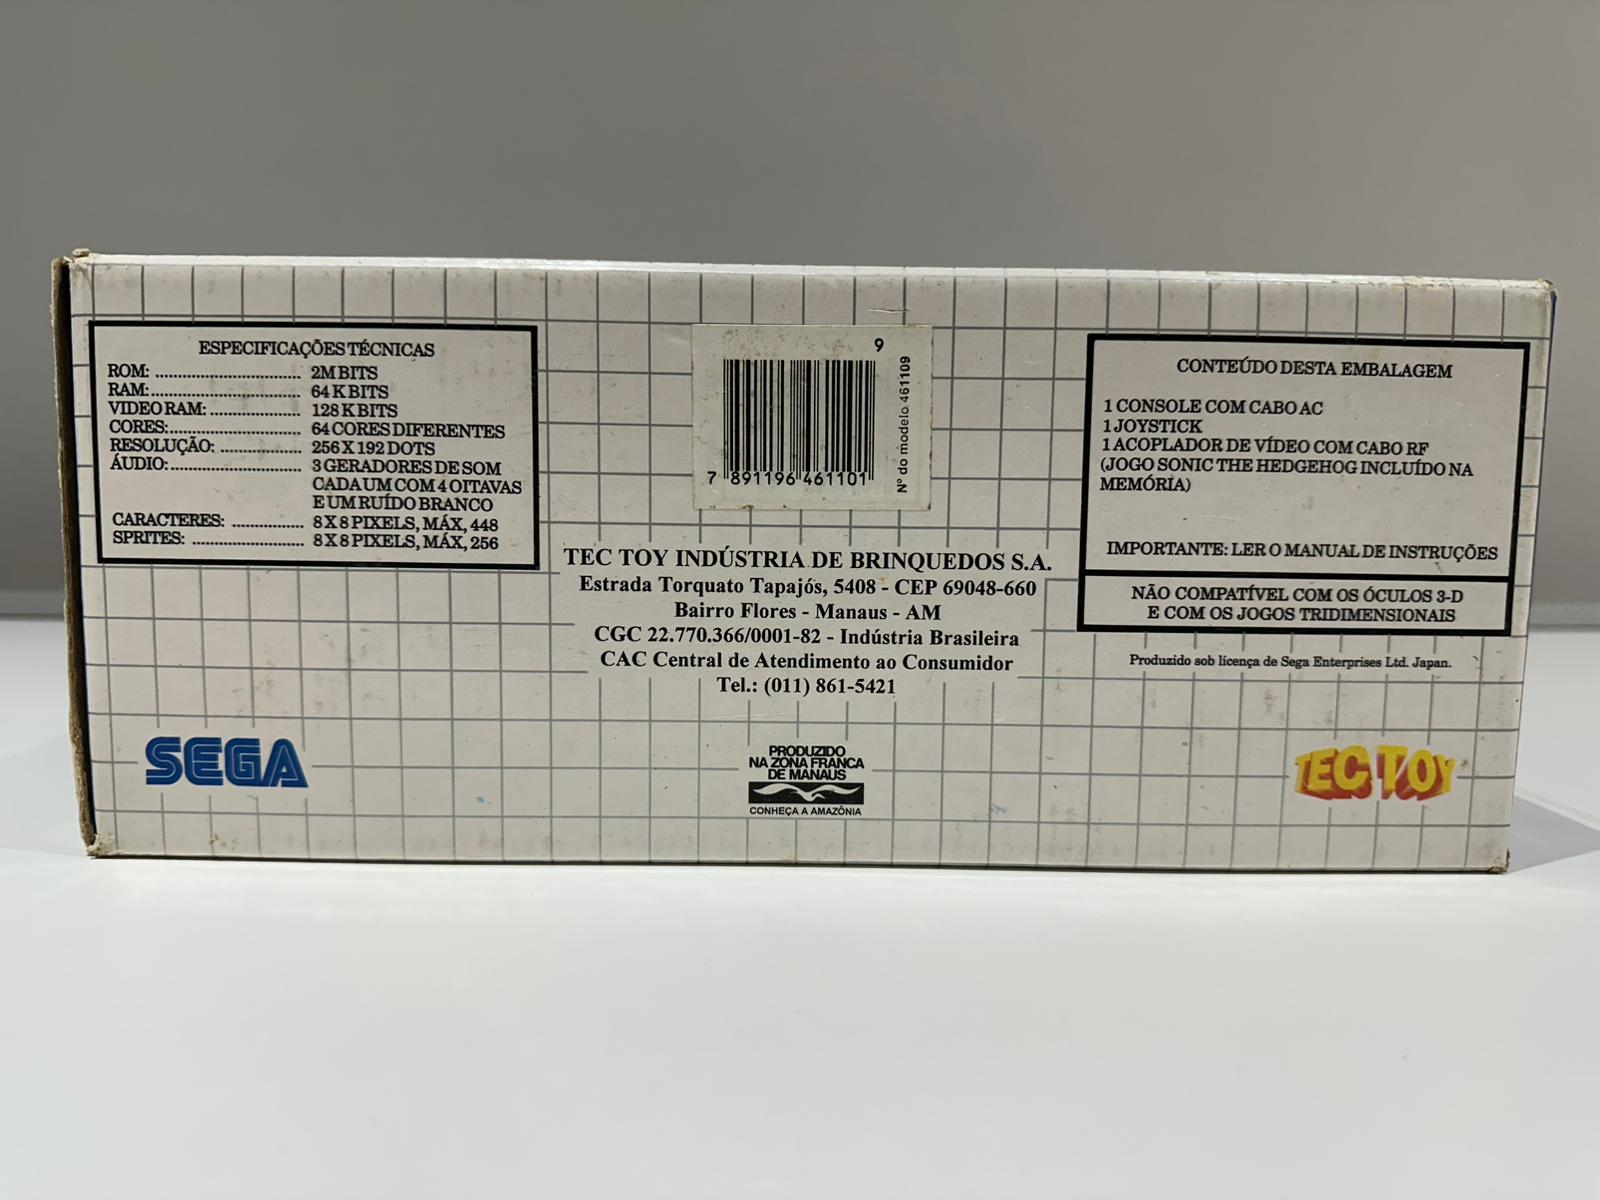 ESPECIFICAÇÕES TÉCNICAS
ROM: ................................ 2M BITS
RAM:................................. 64 K BITS
VIDEO RAM: .................... 128 K BITS
CORES:............................. 64 CORES DIFERENTES
RESOLUÇÃO: .................. 256 X 192 DOTS
ÁUDIO:............................. 3 GERADORES DE SOM
CADA UM COM 4 OITAVAS
E UM RUÍDO BRANCO
CARACTERES: ................ 8 X 8 PIXELS, MÁX, 448
SPRITES: ......................... 8 X 8 PIXELS, MÁX, 256
9
7 891196 461101
Nº do modelo 461109
TEC TOY INDÚSTRIA DE BRINQUEDOS S.A.
Estrada Torquato Tapajós, 5408 - CEP 69048-660
Bairro Flores - Manaus - AM
CGC 22.770.366/0001-82 - Indústria Brasileira
CAC Central de Atendimento ao Consumidor
Tel.: (011) 861-5421
CONTEÚDO DESTA EMBALAGEM
1 CONSOLE COM CABO AC
1 JOYSTICK
1 ACOPLADOR DE VÍDEO COM CABO RF
(JOGO SONIC THE HEDGEHOG INCLUÍDO NA
MEMÓRIA)
IMPORTANTE: LER O MANUAL DE INSTRUÇÕES
NÃO COMPATÍVEL COM OS ÓCULOS 3-D
E COM OS JOGOS TRIDIMENSIONAIS
Produzido sob licença de Sega Enterprises Ltd. Japan.
SEGA
PRODUZIDO
NA ZONA FRANCA
DE MANAUS
CONHEÇA A AMAZÔNIA
TEC TOY